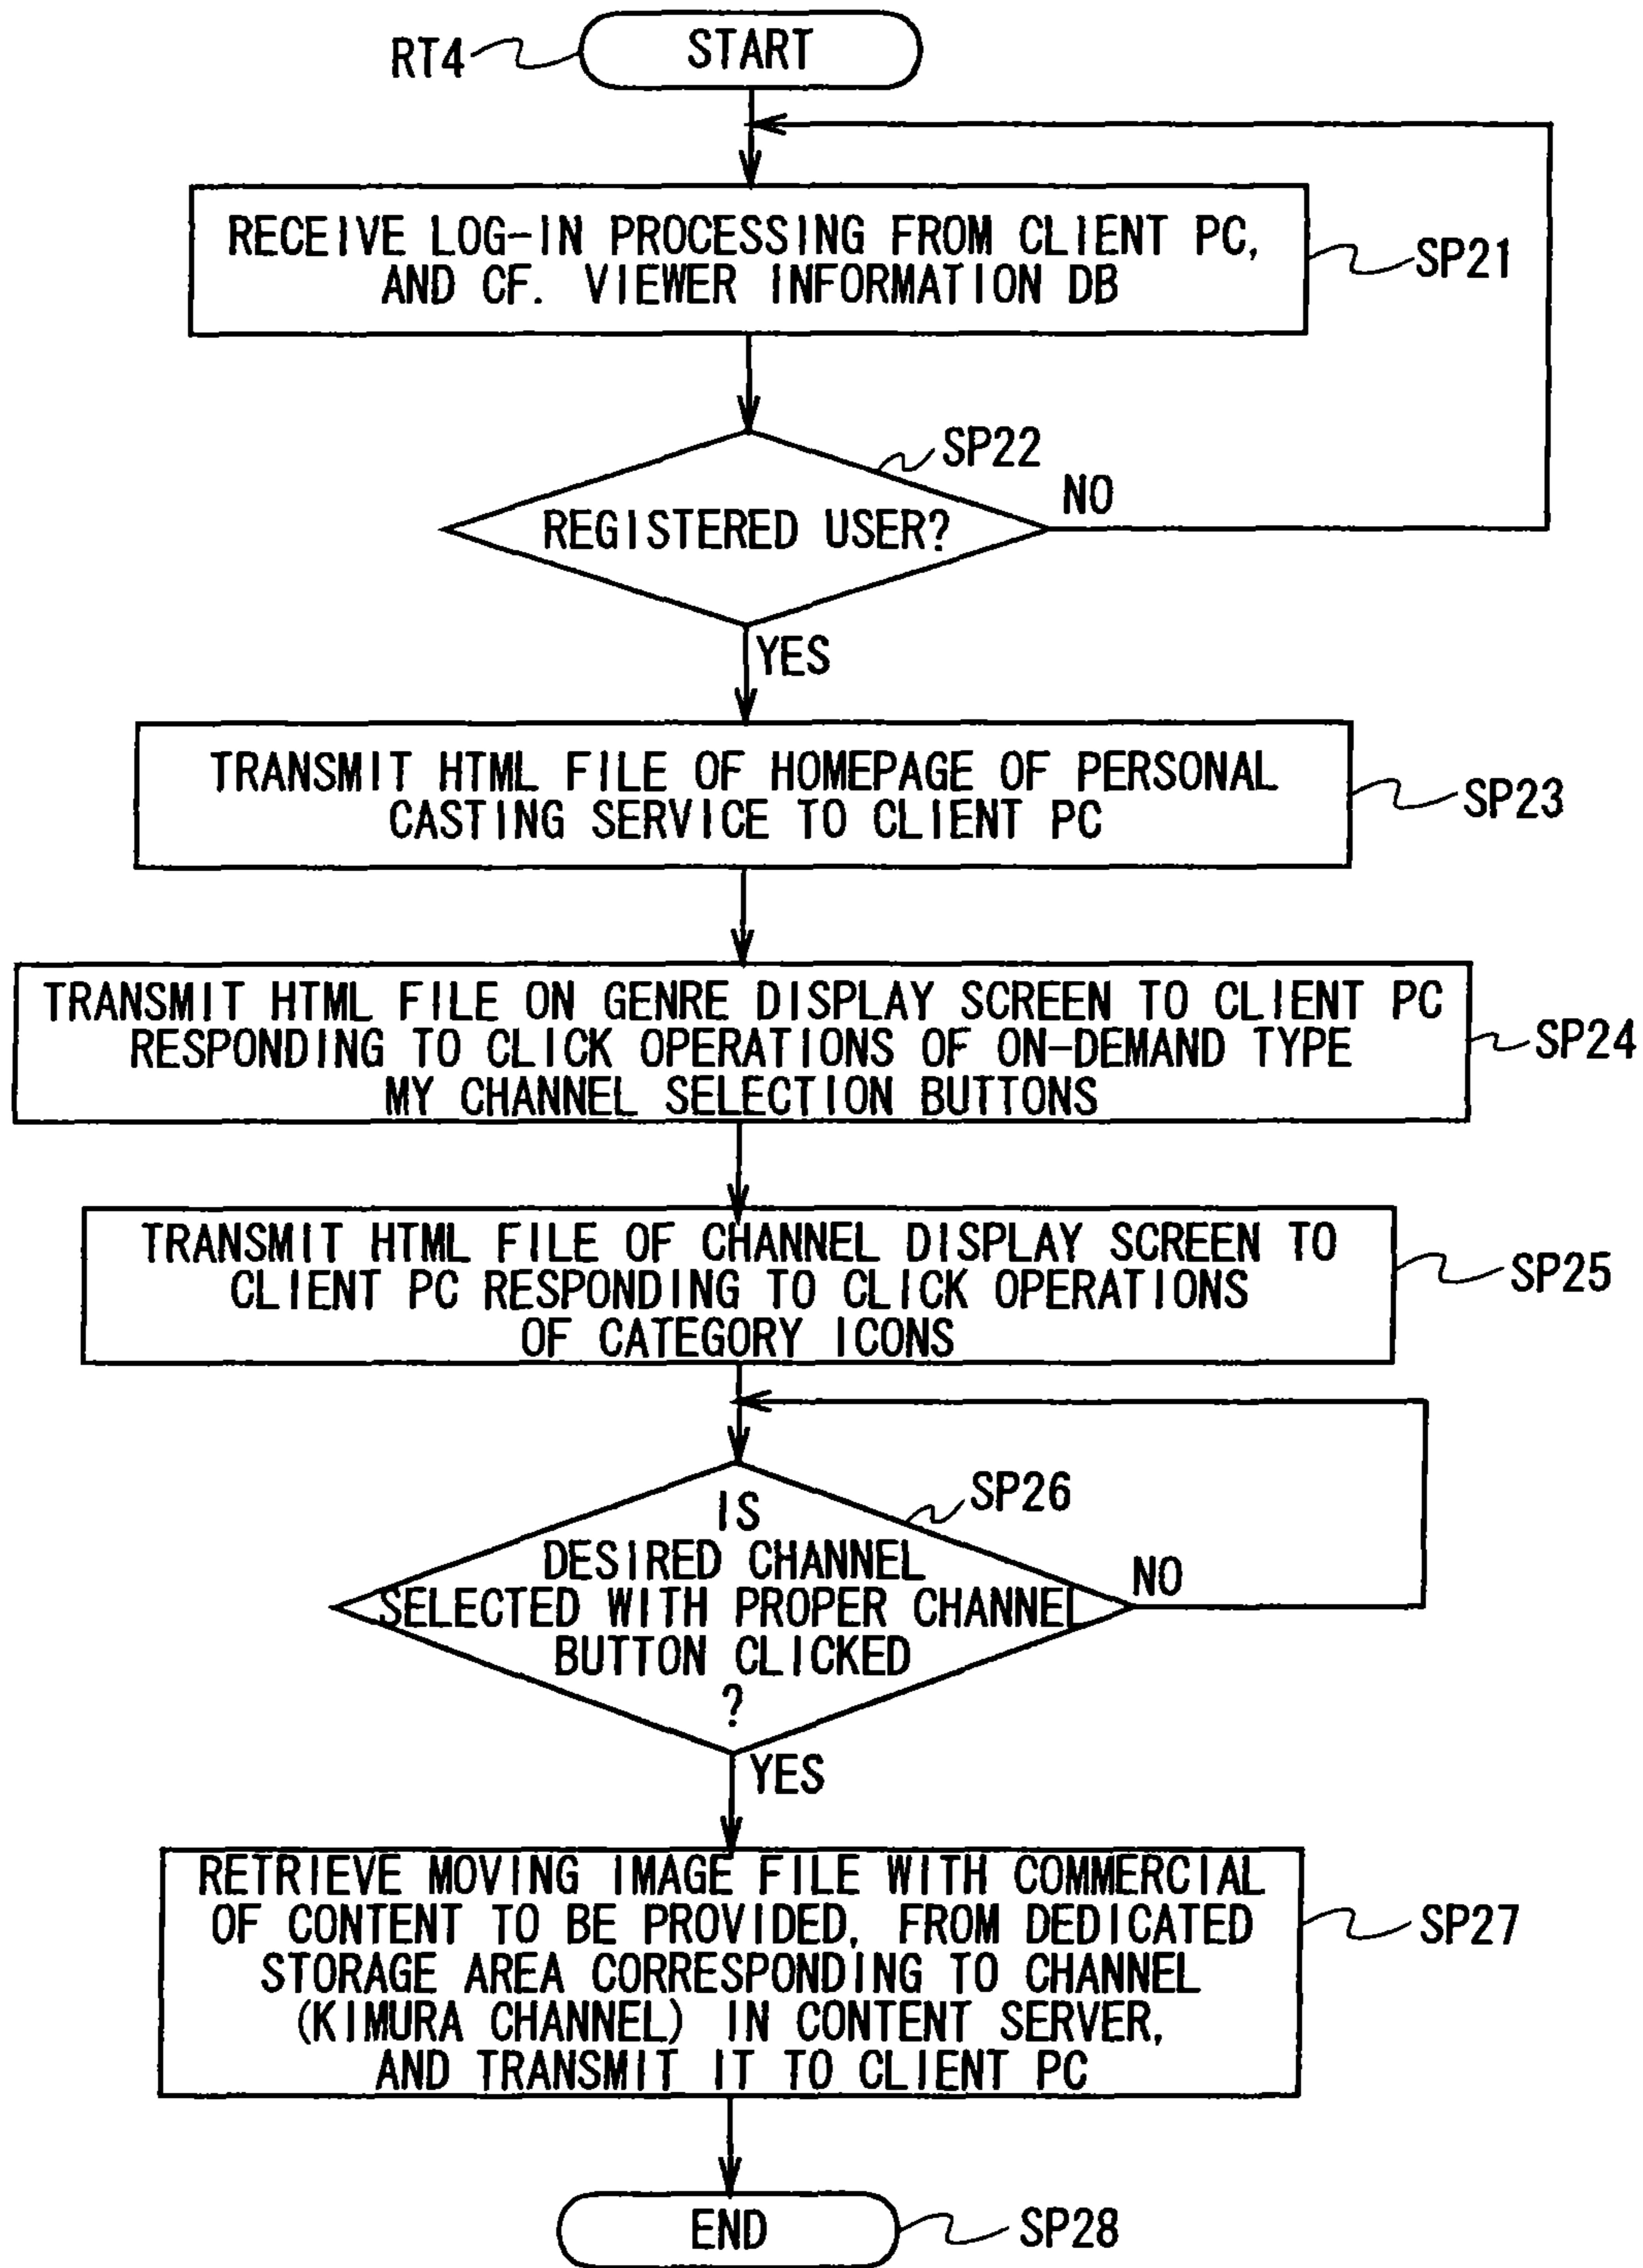 RT4
START
RECEIVE LOG-IN PROCESSING FROM CLIENT PC,
AND CF. VIEWER INFORMATION DB
SP21
SP22
REGISTERED USER?
NO
YES
TRANSMIT HTML FILE OF HOMEPAGE OF PERSONAL
CASTING SERVICE TO CLIENT PC
SP23
TRANSMIT HTML FILE ON GENRE DISPLAY SCREEN TO CLIENT PC
RESPONDING TO CLICK OPERATIONS OF ON-DEMAND TYPE
MY CHANNEL SELECTION BUTTONS
SP24
TRANSMIT HTML FILE OF CHANNEL DISPLAY SCREEN TO
CLIENT PC RESPONDING TO CLICK OPERATIONS
OF CATEGORY ICONS
SP25
SP26
IS
DESIRED CHANNEL
SELECTED WITH PROPER CHANNEL
BUTTON CLICKED
?
NO
YES
RETRIEVE MOVING IMAGE FILE WITH COMMERCIAL
OF CONTENT TO BE PROVIDED, FROM DEDICATED
STORAGE AREA CORRESPONDING TO CHANNEL
(KIMURA CHANNEL) IN CONTENT SERVER,
AND TRANSMIT IT TO CLIENT PC
SP27
END
SP28